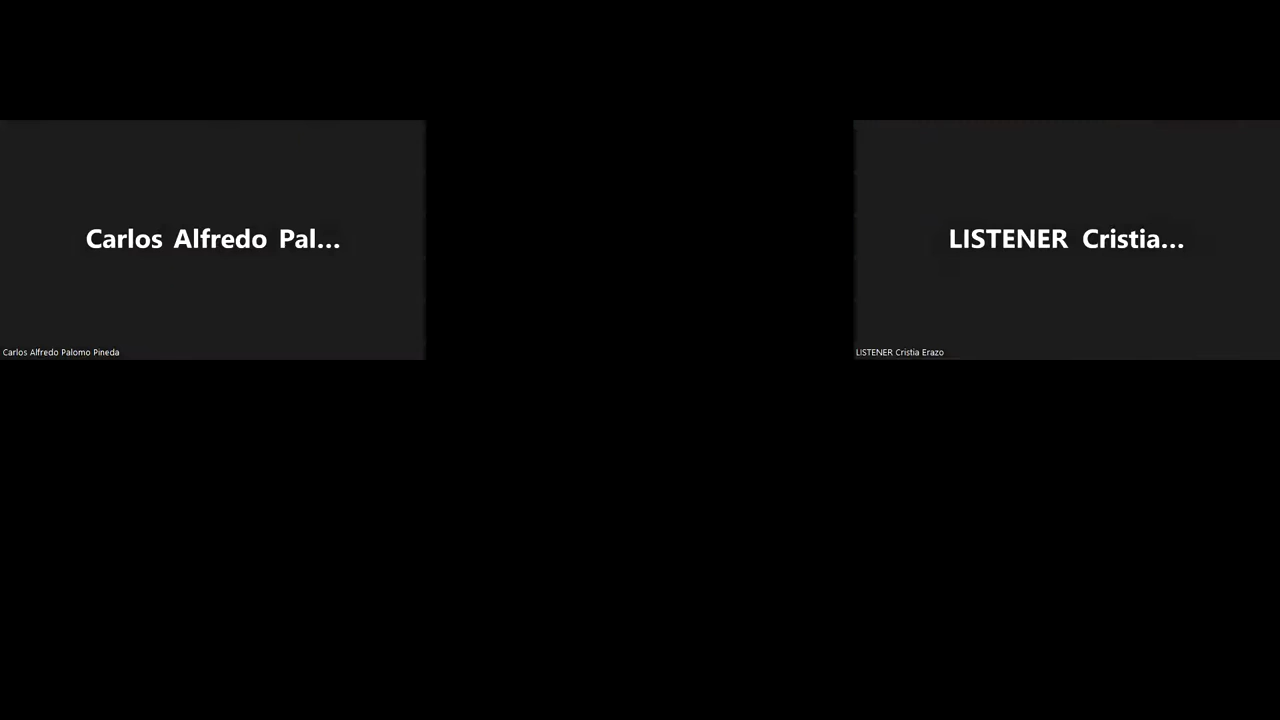 Carlos Alfredo Pal...
Carlos Alfredo Palomo Pineda
LISTENER Cristia...
LISTENER Cristia Erazo